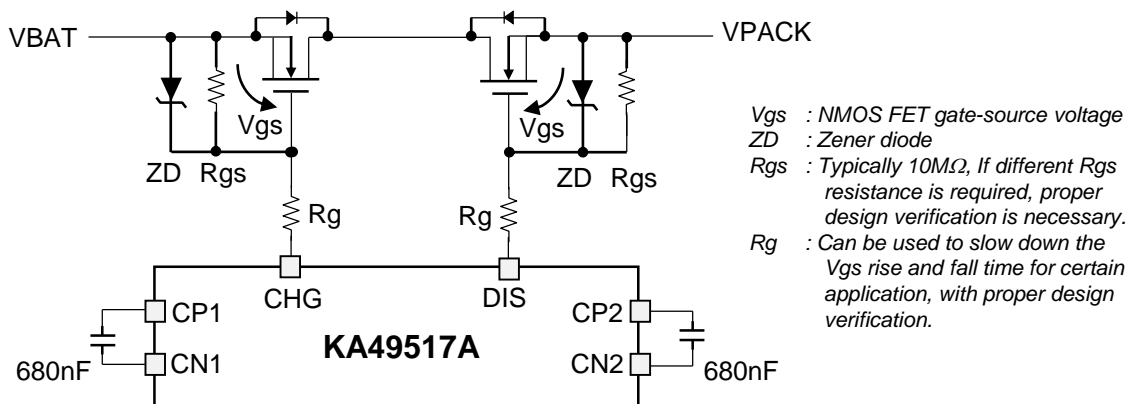 VBAT
VPACK
Vgs
Vgs
ZD Rgs
ZD Rgs
Rg
Rg
Vgs : NMOS FET gate-source voltage
ZD : Zener diode
Rgs : Typically 10MΩ, If different Rgs
resistance is required, proper
design verification is necessary.
Rg : Can be used to slow down the
Vgs rise and fall time for certain
application, with proper design
verification.
CHG
DIS
CP1
CP2
KA49517A
CN1
CN2
680nF
680nF